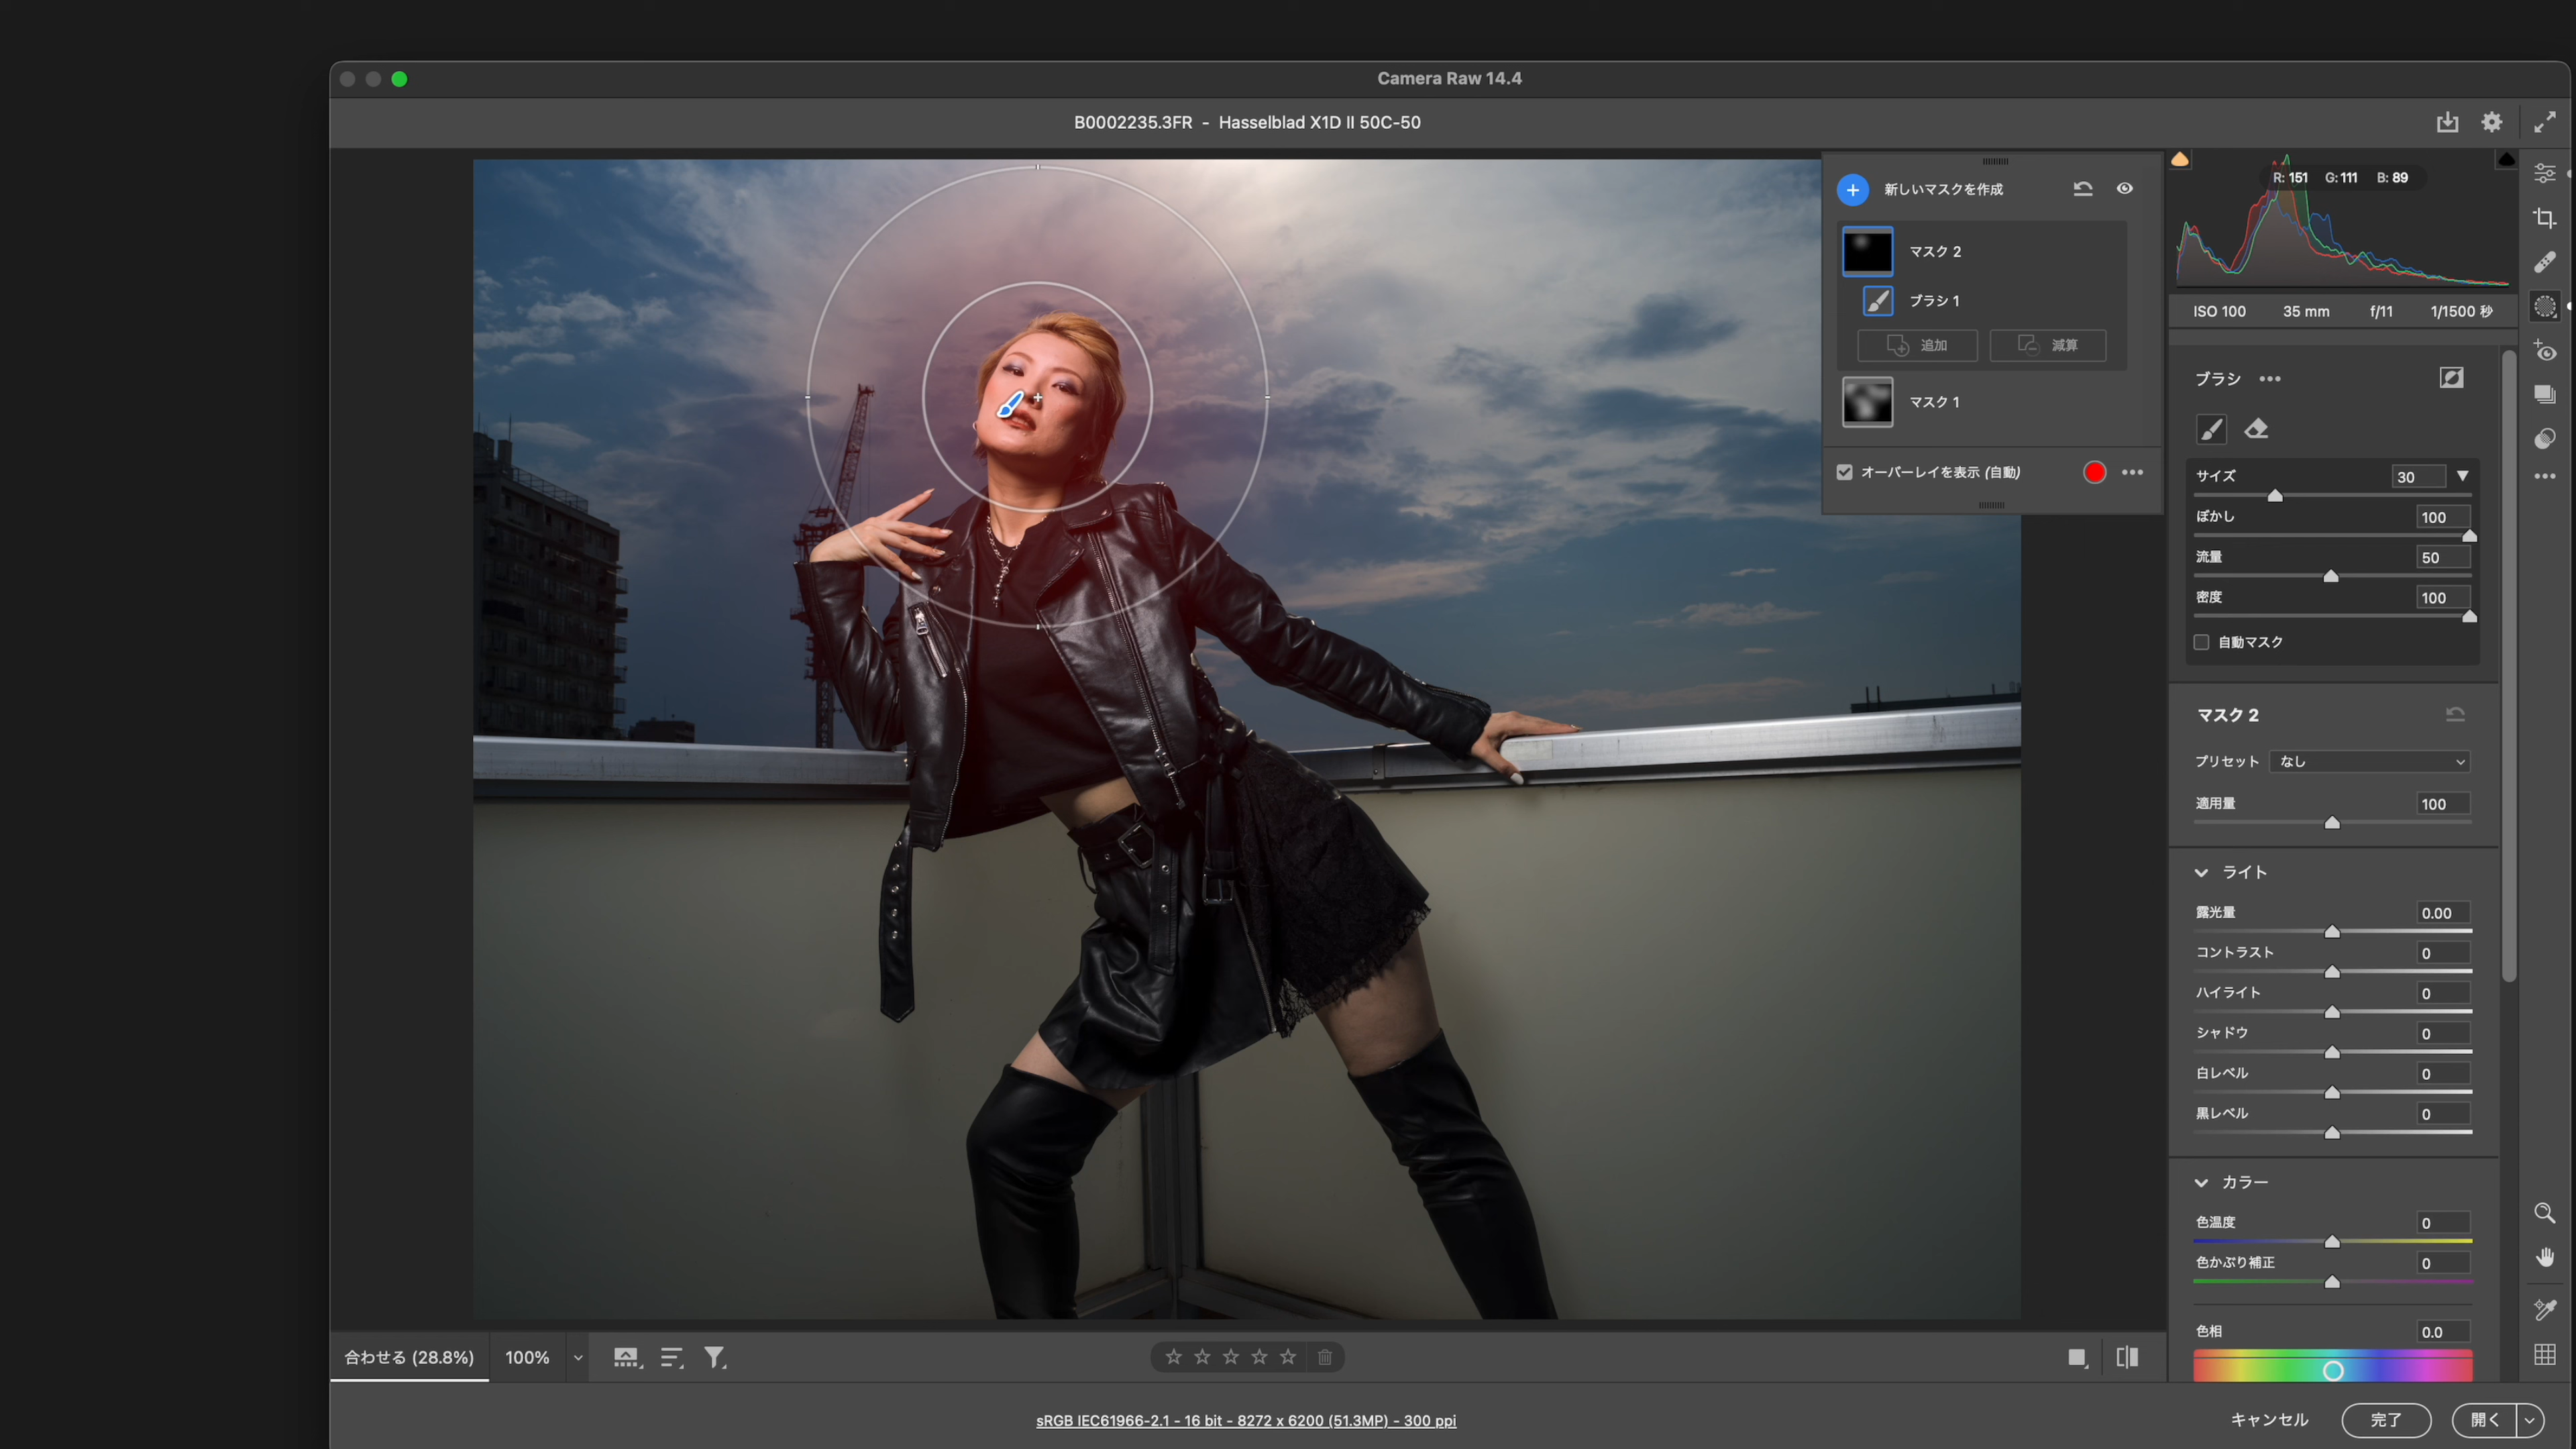 Camera Raw 14.4
B0002235.3FR - Hasselblad X1D II 50C-50
新しいマスクを作成
マスク 2
ブラシ 1
追加 減算
マスク 1
オーバーレイを表示 (自動)
R: 151 G: 111 B: 89
ISO 100 35 mm f/11 1/1500 秒
ブラシ
サイズ 30
ぼかし 100
流量 50
密度 100
自動マスク
マスク 2
プリセット なし
適用量 100
ライト
露光量 0.00
コントラスト 0
ハイライト 0
シャドウ 0
白レベル 0
黒レベル 0
カラー
色温度 0
色かぶり補正 0
色相 0.0
合わせる (28.8%) 100%
sRGB IEC61966-2.1 - 16 bit - 8272 x 6200 (51.3MP) - 300 ppi
キャンセル 完了 開く